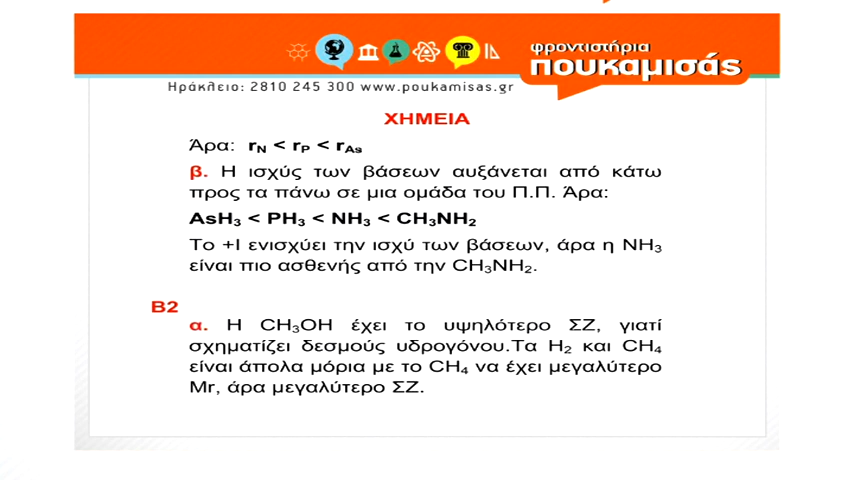 φροντιστήρια
πουκαμισάς
Ηράκλειο: 2810 245 300 www.poukamisas.gr
ΧΗΜΕΙΑ
Άρα: rN < rP < rAs
β. Η ισχύς των βάσεων αυξάνεται από κάτω
προς τα πάνω σε μια ομάδα του Π.Π. Άρα:
AsH₃ < PH₃ < NH₃ < CH₃NH₂
Το +Ι ενισχύει την ισχύ των βάσεων, άρα η NH₃
είναι πιο ασθενής από την CH₃NH₂.
Β2
α. Η CH₃OH έχει το υψηλότερο ΣΖ, γιατί
σχηματίζει δεσμούς υδρογόνου.Τα H₂ και CH₄
είναι άπολα μόρια με το CH₄ να έχει μεγαλύτερο
Mr, άρα μεγαλύτερο ΣΖ.